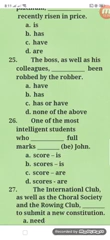 recently risen in price.
a. is
b. has
c. have
d. are
25. The boss, as well as his
colleagues, ________ been
robbed by the robber.
a. have
b. has
c. has or have
d. none of the above
26. One of the most
intelligent students
who ________ full
marks ________ (be) John.
a. score - is
b. scores - is
c. score - are
d. scores - are
27. The Internationl Club,
as well as the Choral Society
and the Rowing Club, ________
to submit a new constitution.
a. need